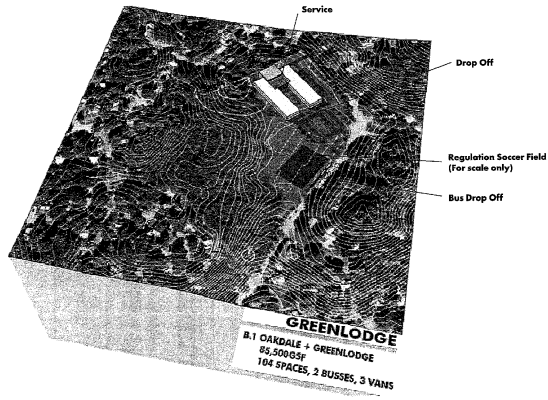 Service
Drop Off
Regulation Soccer Field
(For scale only)
Bus Drop Off
GREENLODGE
B.1 OAKDALE + GREENLODGE
85,500GSF
104 SPACES, 2 BUSSES, 3 VANS